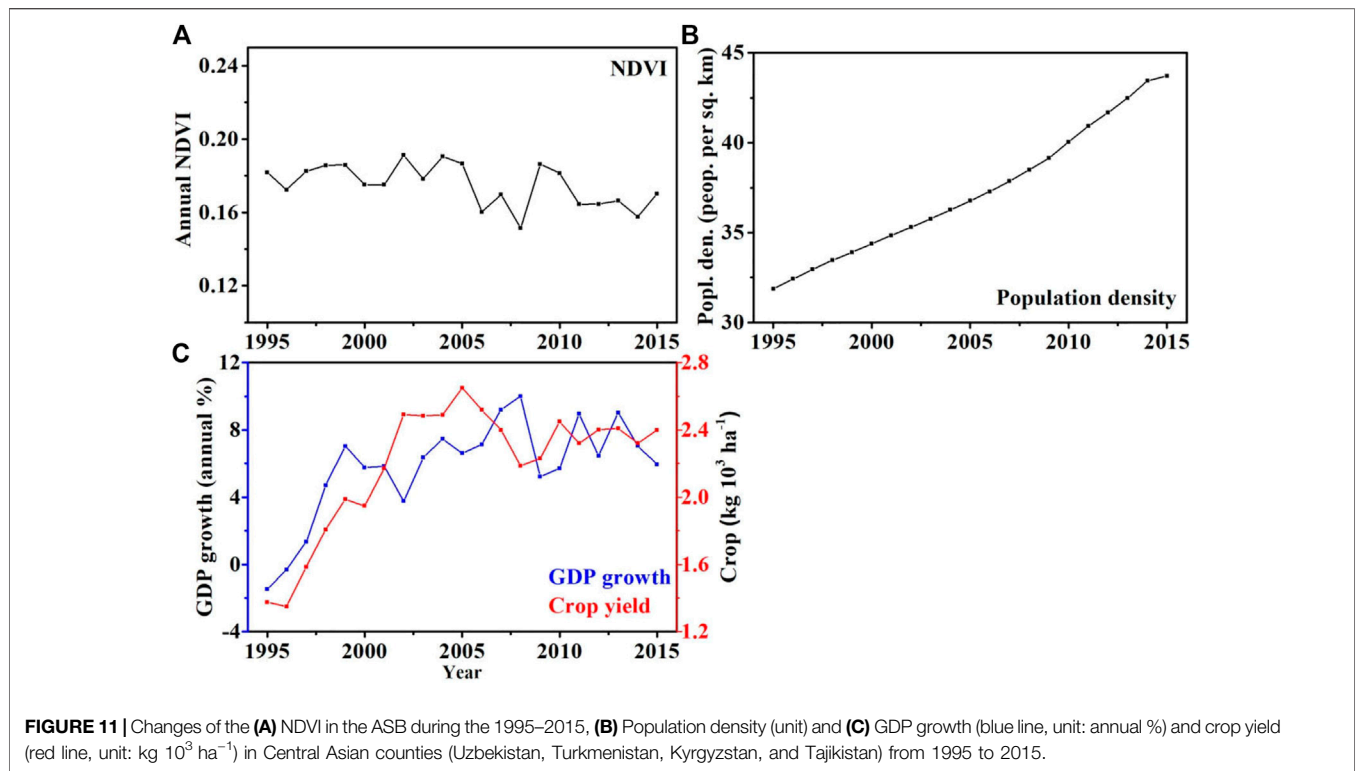 A
NDVI
Annual NDVI
0.24
0.20
0.16
0.12
1995 2000 2005 2010 2015
B
Popl. den. (peop. per sq. km)
45
40
35
30
Population density
1995 2000 2005 2010 2015
C
GDP growth (annual %)
12
8
4
0
-4
2.8
2.4
2.0
1.6
1.2
Crop (kg 10³ ha⁻¹)
GDP growth
Crop yield
1995 2000 2005 2010 2015
Year
FIGURE 11 | Changes of the (A) NDVI in the ASB during the 1995–2015, (B) Population density (unit) and (C) GDP growth (blue line, unit: annual %) and crop yield
(red line, unit: kg 10³ ha⁻¹) in Central Asian counties (Uzbekistan, Turkmenistan, Kyrgyzstan, and Tajikistan) from 1995 to 2015.